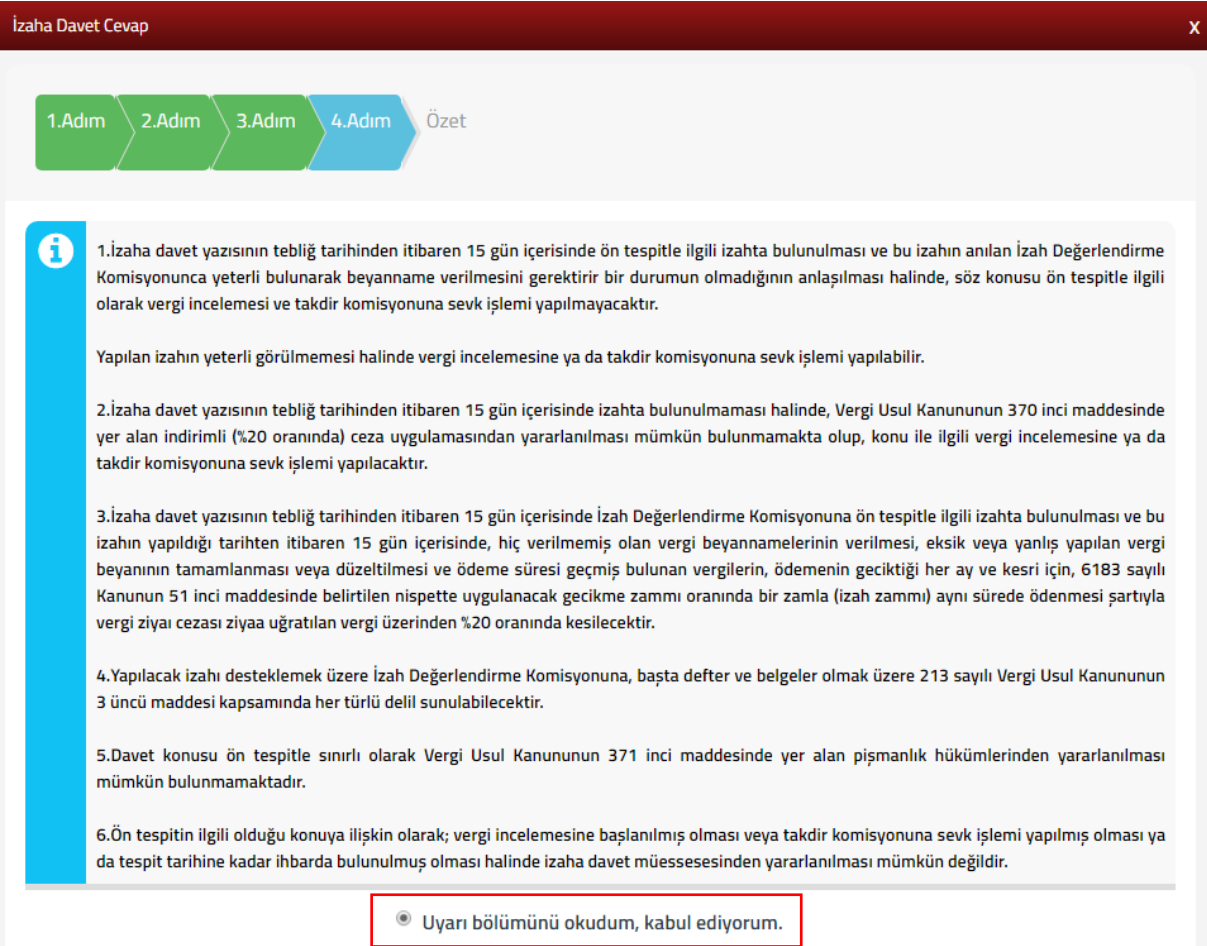 İzaha Davet Cevap
X
1.Adım 2.Adım 3.Adım 4.Adım Özet
1.İzaha davet yazısının tebliğ tarihinden itibaren 15 gün içerisinde ön tespitle ilgili izahta bulunulması ve bu izahın anılan İzah Değerlendirme
Komisyonunca yeterli bulunarak beyanname verilmesini gerektirir bir durumun olmadığının anlaşılması halinde, söz konusu ön tespitle ilgili
olarak vergi incelemesi ve takdir komisyonuna sevk işlemi yapılmayacaktır.
Yapılan izahın yeterli görülmemesi halinde vergi incelemesine ya da takdir komisyonuna sevk işlemi yapılabilir.
2.İzaha davet yazısının tebliğ tarihinden itibaren 15 gün içerisinde izahta bulunulmaması halinde, Vergi Usul Kanununun 370 inci maddesinde
yer alan indirimli (%20 oranında) ceza uygulamasından yararlanılması mümkün bulunmamakta olup, konu ile ilgili vergi incelemesine ya da
takdir komisyonuna sevk işlemi yapılacaktır.
3.İzaha davet yazısının tebliğ tarihinden itibaren 15 gün içerisinde İzah Değerlendirme Komisyonuna ön tespitle ilgili izahta bulunulması ve bu
izahın yapıldığı tarihten itibaren 15 gün içerisinde, hiç verilmemiş olan vergi beyannamelerinin verilmesi, eksik veya yanlış yapılan vergi
beyanının tamamlanması veya düzeltilmesi ve ödeme süresi geçmiş bulunan vergilerin, ödemenin geciktiği her ay ve kesri için, 6183 sayılı
Kanunun 51 inci maddesinde belirtilen nispette uygulanacak gecikme zammı oranında bir zamla (izah zammı) aynı sürede ödenmesi şartıyla
vergi ziyaı cezası ziyaa uğratılan vergi üzerinden %20 oranında kesilecektir.
4.Yapılacak izahı desteklemek üzere İzah Değerlendirme Komisyonuna, başta defter ve belgeler olmak üzere 213 sayılı Vergi Usul Kanununun
3 üncü maddesi kapsamında her türlü delil sunulabilecektir.
5.Davet konusu ön tespitle sınırlı olarak Vergi Usul Kanununun 371 inci maddesinde yer alan pişmanlık hükümlerinden yararlanılması
mümkün bulunmamaktadır.
6.Ön tespitin ilgili olduğu konuya ilişkin olarak; vergi incelemesine başlanılmış olması veya takdir komisyonuna sevk işlemi yapılmış olması ya
da tespit tarihine kadar ihbarda bulunulmuş olması halinde izaha davet müessesesinden yararlanılması mümkün değildir.
Uyarı bölümünü okudum, kabul ediyorum.